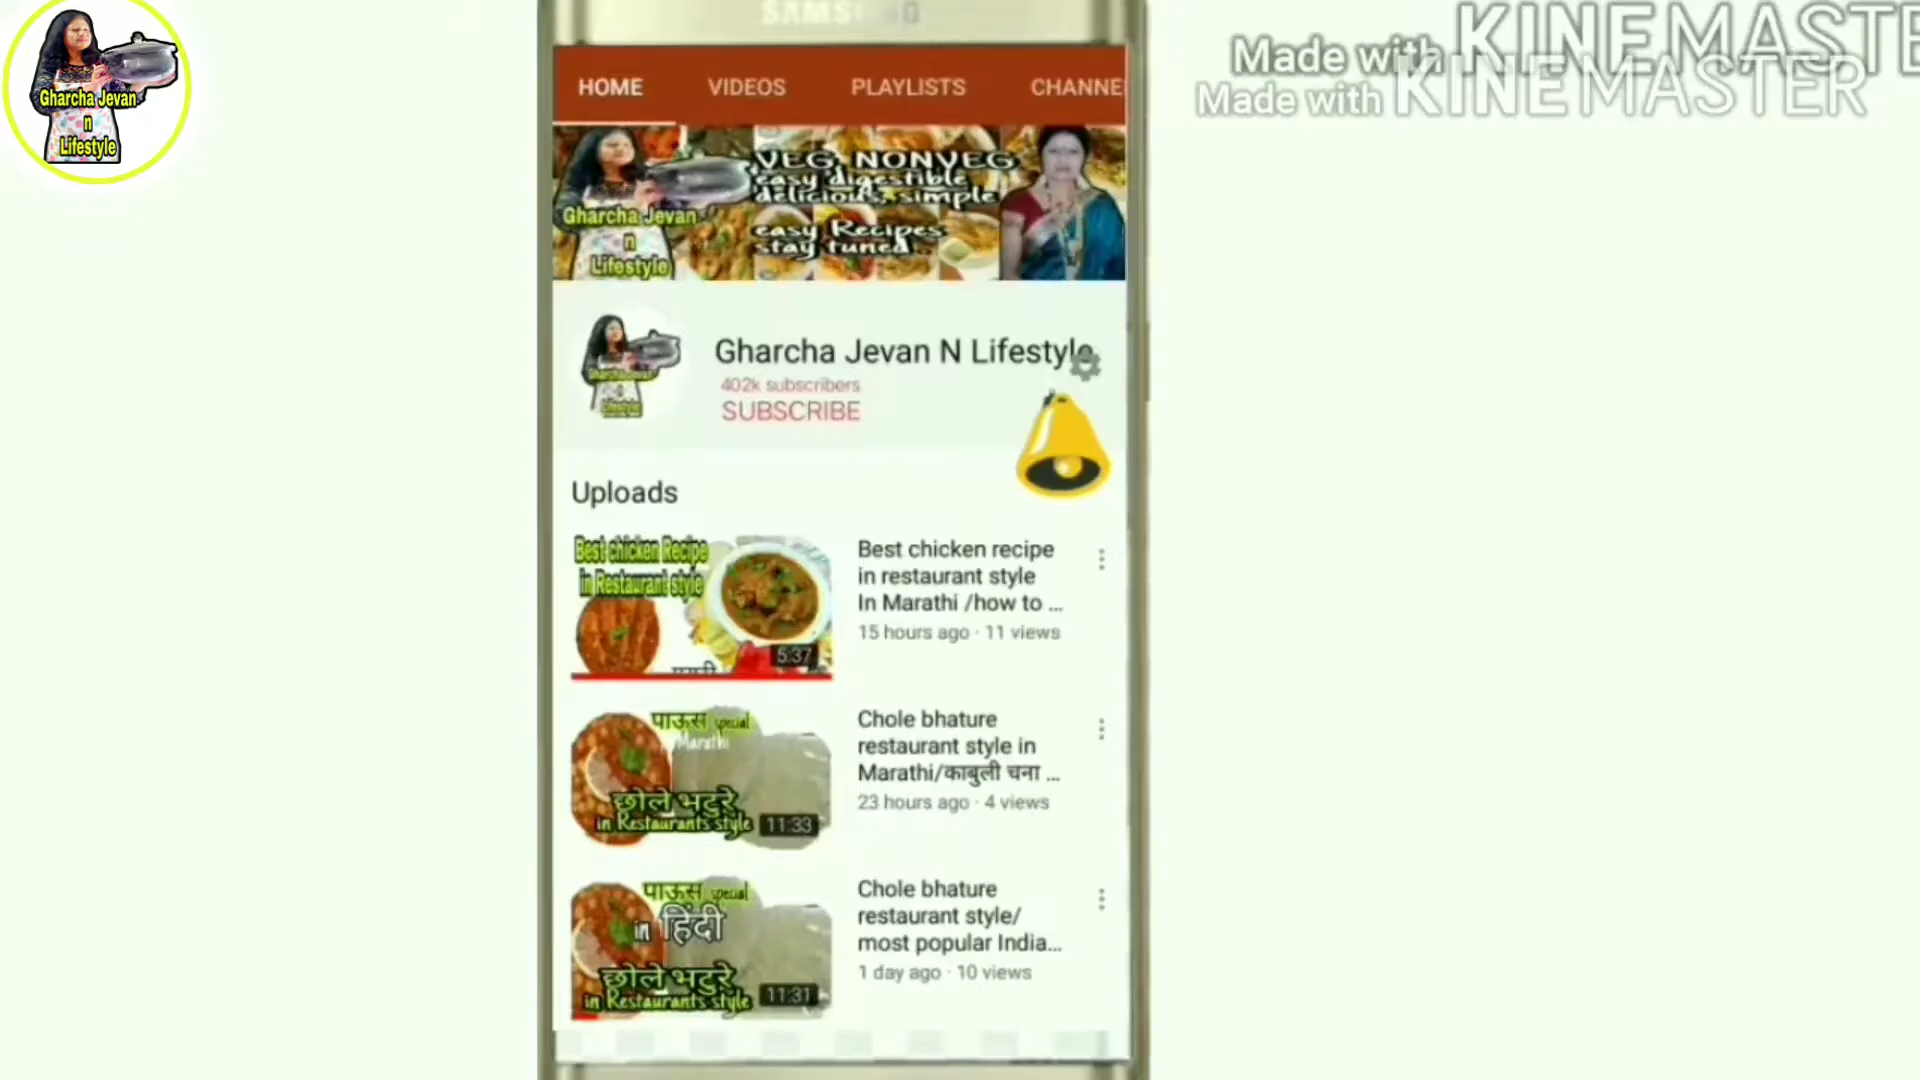 Gharcha Jevan
n
Lifestyle
SAMS
Made with KINEMASTE
Made with KINEMASTER
HOME VIDEOS PLAYLISTS CHANNE
VEG, NONVEG
easy digestible
delicious, simple
easy Recipes
stay tuned
Gharcha Jevan
n
Lifestyle
Gharcha Jevan N Lifestyle
402k subscribers
SUBSCRIBE
Lifestyle
Uploads
Best chicken Recipe
in Restaurant style
5:37
Best chicken recipe
in restaurant style
In Marathi /how to ...
15 hours ago · 11 views
पाऊस special
Marathi
छोले भटुरे
in Restaurants style
11:33
Chole bhature
restaurant style in
Marathi/काबुली चना ...
23 hours ago · 4 views
पाऊस special
in हिंदी
छोले भटुरे
in Restaurants style
11:31
Chole bhature
restaurant style/
most popular India...
1 day ago · 10 views